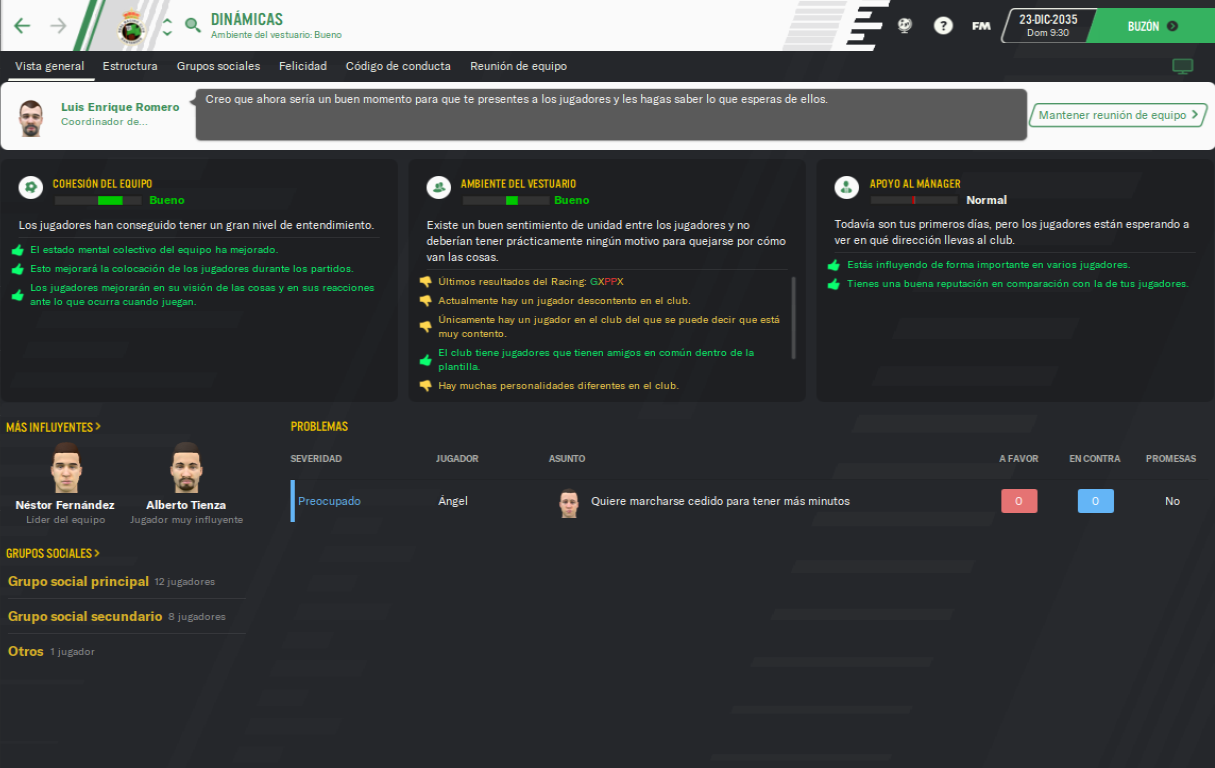 DINÁMICAS
Ambiente del vestuario: Bueno
?
FM
23-DIC-2035
Dom 9:30
BUZÓN
Vista general
Estructura
Grupos sociales
Felicidad
Código de conducta
Reunión de equipo
Luis Enrique Romero
Coordinador de...
Creo que ahora sería un buen momento para que te presentes a los jugadores y les hagas saber lo que esperas de ellos.
Mantener reunión de equipo
COHESIÓN DEL EQUIPO
Bueno
Los jugadores han conseguido tener un gran nivel de entendimiento.
El estado mental colectivo del equipo ha mejorado.
Esto mejorará la colocación de los jugadores durante los partidos.
Los jugadores mejorarán en su visión de las cosas y en sus reacciones
ante lo que ocurra cuando juegan.
AMBIENTE DEL VESTUARIO
Bueno
Existe un buen sentimiento de unidad entre los jugadores y no
deberían tener prácticamente ningún motivo para quejarse por cómo
van las cosas.
Últimos resultados del Racing: GXPPX
Actualmente hay un jugador descontento en el club.
Únicamente hay un jugador en el club del que se puede decir que está
muy contento.
El club tiene jugadores que tienen amigos en común dentro de la
plantilla.
Hay muchas personalidades diferentes en el club.
APOYO AL MÁNAGER
Normal
Todavía son tus primeros días, pero los jugadores están esperando a
ver en qué dirección llevas al club.
Estás influyendo de forma importante en varios jugadores.
Tienes una buena reputación en comparación con la de tus jugadores.
MÁS INFLUYENTES
Néstor Fernández
Líder del equipo
Alberto Tienza
Jugador muy influyente
GRUPOS SOCIALES
Grupo social principal 12 jugadores
Grupo social secundario 8 jugadores
Otros 1 jugador
PROBLEMAS
SEVERIDAD JUGADOR ASUNTO A FAVOR EN CONTRA PROMESAS
Preocupado Ángel Quiere marcharse cedido para tener más minutos 0 0 No